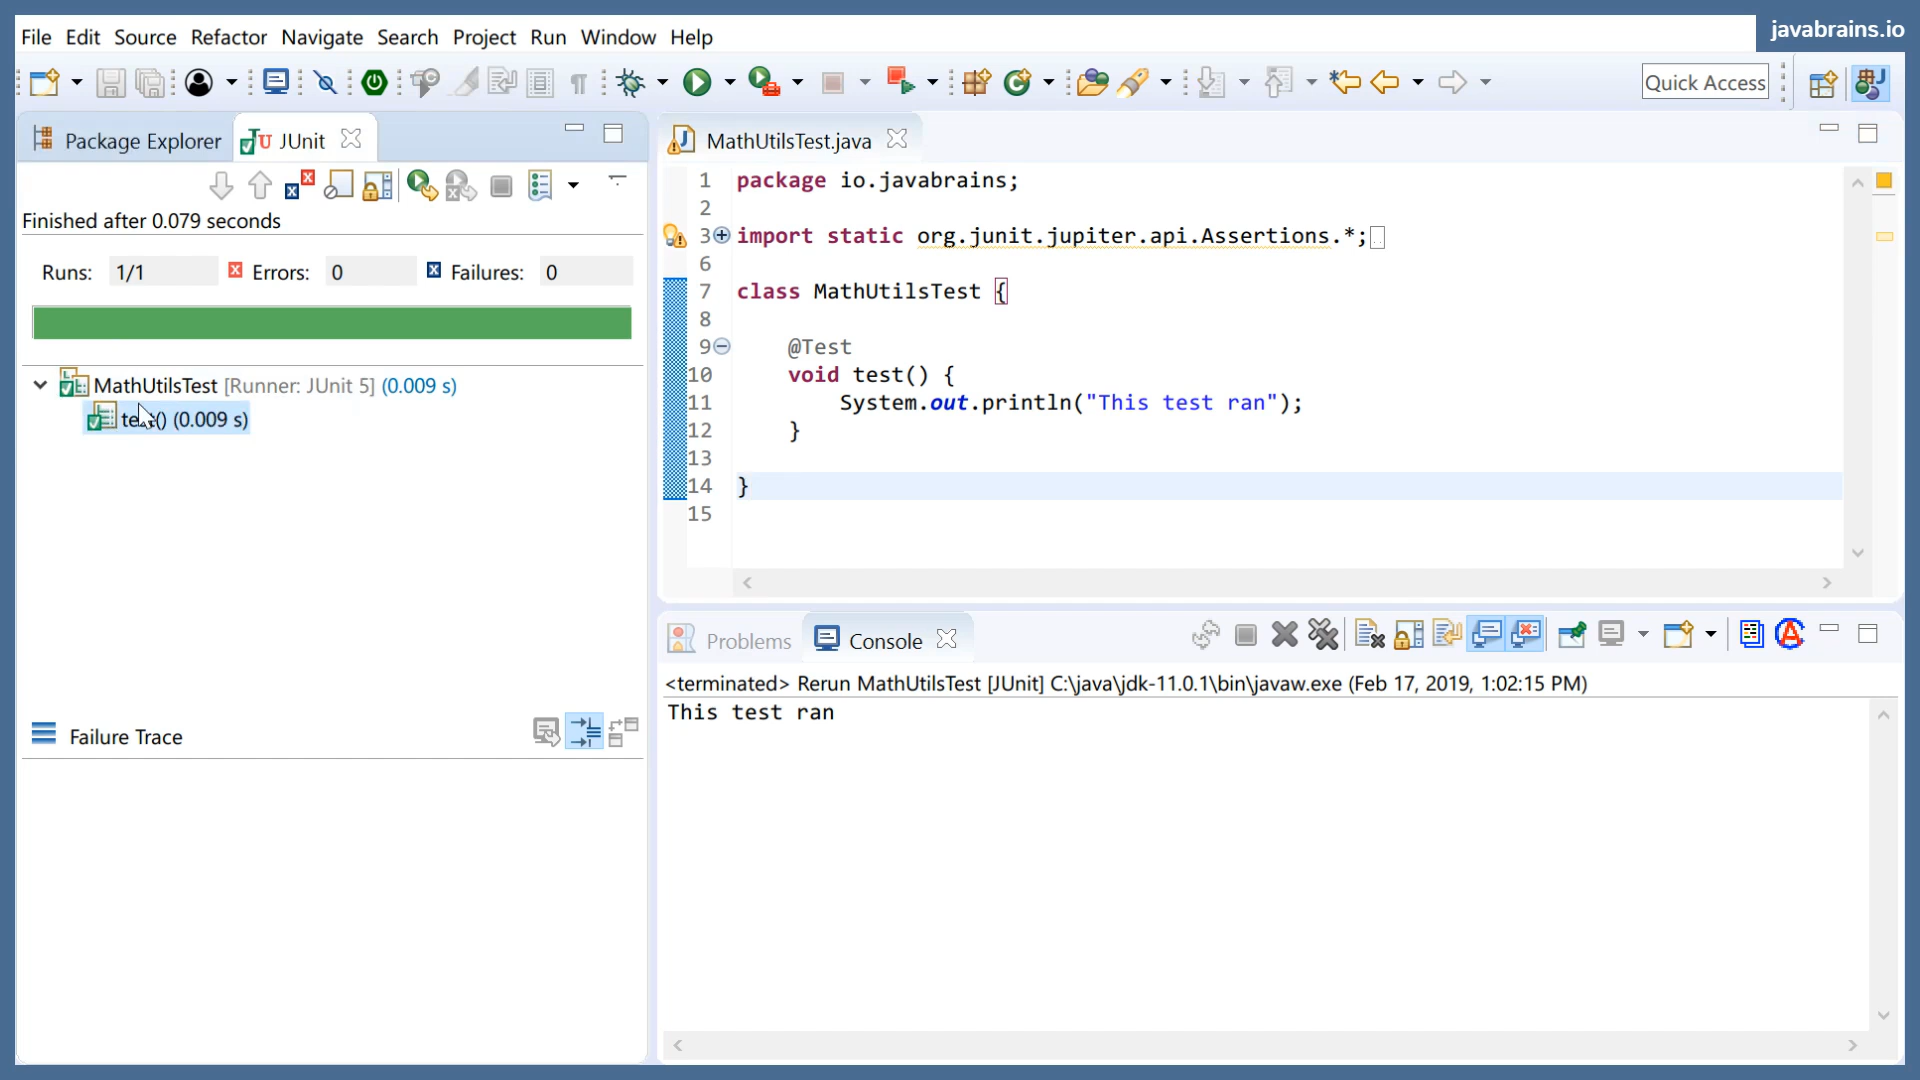 javabrains.io
File Edit Source Refactor Navigate Search Project Run Window Help
Quick Access
Package Explorer JUnit
Finished after 0.079 seconds
Runs: 1/1 Errors: 0 Failures: 0
MathUtilsTest [Runner: JUnit 5] (0.009 s)
test() (0.009 s)
Failure Trace
MathUtilsTest.java
1 package io.javabrains;
2
3 import static org.junit.jupiter.api.Assertions.*;
6
7 class MathUtilsTest {
8
9 @Test
10 void test() {
11 System.out.println("This test ran");
12 }
13
14 }
15
Problems Console
<terminated> Rerun MathUtilsTest [JUnit] C:\java\jdk-11.0.1\bin\javaw.exe (Feb 17, 2019, 1:02:15 PM)
This test ran